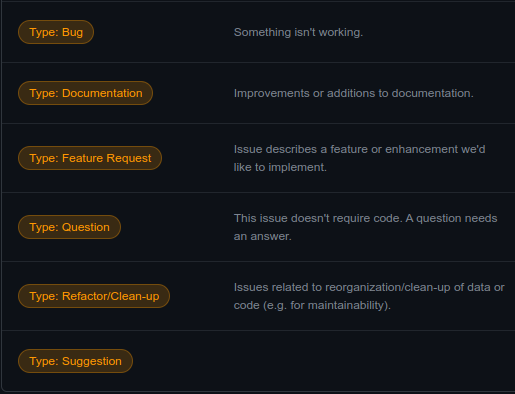 Type: Bug
Something isn't working.
Type: Documentation
Improvements or additions to documentation.
Type: Feature Request
Issue describes a feature or enhancement we'd
like to implement.
Type: Question
This issue doesn't require code. A question needs
an answer.
Type: Refactor/Clean-up
Issues related to reorganization/clean-up of data or
code (e.g. for maintainability).
Type: Suggestion